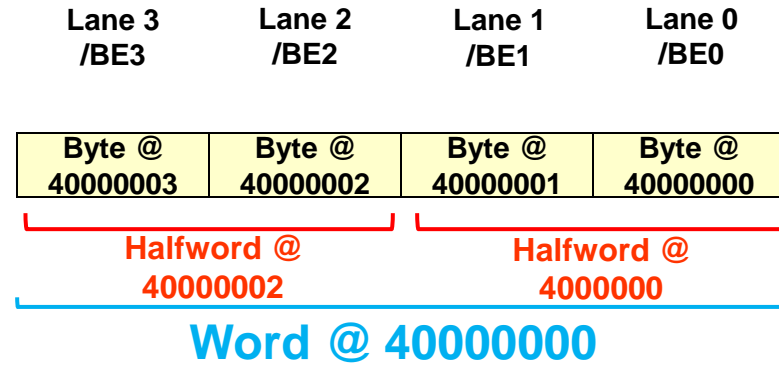 Lane 3 Lane 2 Lane 1 Lane 0
/BE3 /BE2 /BE1 /BE0
Byte @ Byte @ Byte @ Byte @
40000003 40000002 40000001 40000000
Halfword @ Halfword @
40000002 4000000
Word @ 40000000